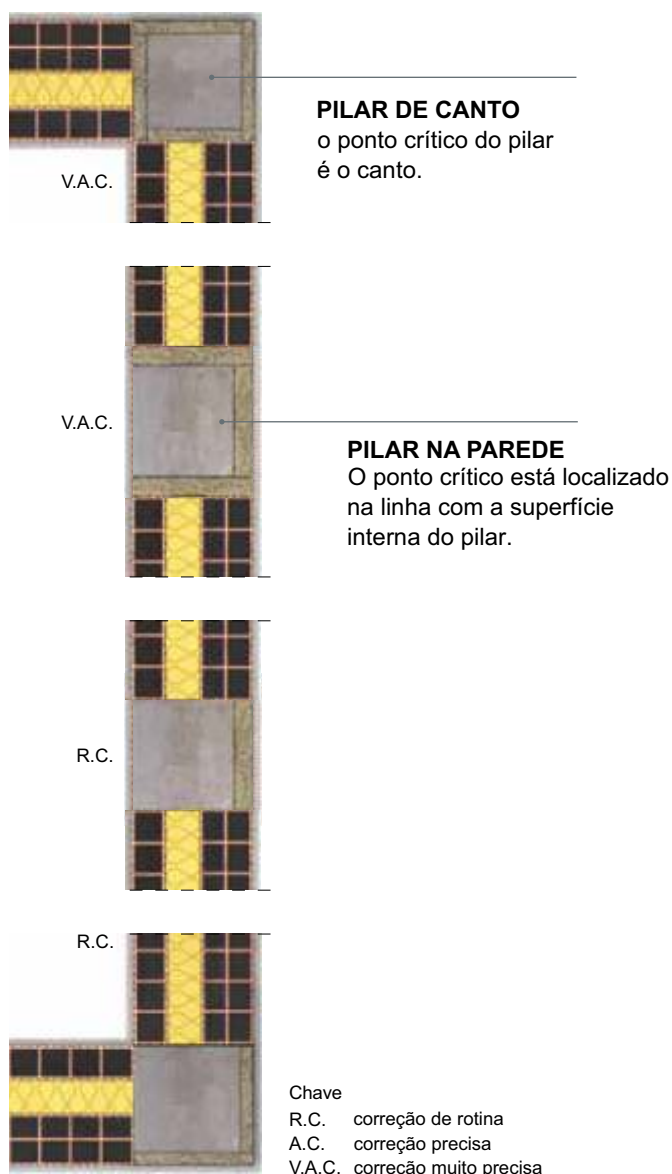 PILAR DE CANTO
o ponto crítico do pilar
é o canto.
V.A.C.
V.A.C.
PILAR NA PAREDE
O ponto crítico está localizado
na linha com a superfície
interna do pilar.
R.C.
R.C.
Chave
R.C. correção de rotina
A.C. correção precisa
V.A.C. correção muito precisa